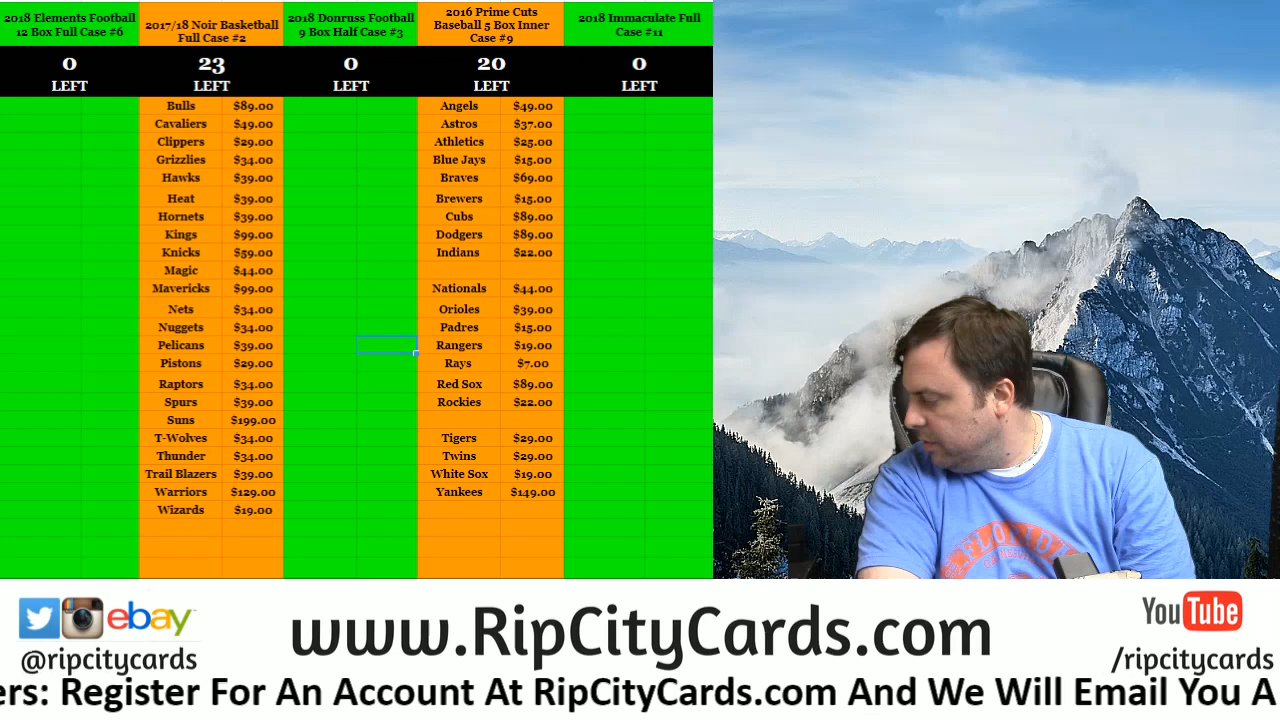 2018 Elements Football
12 Box Full Case #6
0
LEFT
2017/18 Noir Basketball
Full Case #2
23
LEFT
Bulls $89.00
Cavaliers $49.00
Clippers $29.00
Grizzlies $34.00
Hawks $39.00
Heat $39.00
Hornets $39.00
Kings $99.00
Knicks $59.00
Magic $44.00
Mavericks $99.00
Nets $34.00
Nuggets $34.00
Pelicans $39.00
Pistons $29.00
Raptors $34.00
Spurs $39.00
Suns $199.00
T-Wolves $34.00
Thunder $34.00
Trail Blazers $39.00
Warriors $129.00
Wizards $19.00
2018 Donruss Football
9 Box Half Case #3
0
LEFT
2016 Prime Cuts
Baseball 5 Box Inner
Case #9
20
LEFT
Angels $49.00
Astros $37.00
Athletics $25.00
Blue Jays $15.00
Braves $69.00
Brewers $15.00
Cubs $89.00
Dodgers $89.00
Indians $22.00
Nationals $44.00
Orioles $39.00
Padres $15.00
Rangers $19.00
Rays $7.00
Red Sox $89.00
Rockies $22.00
Tigers $29.00
Twins $29.00
White Sox $19.00
Yankees $149.00
2018 Immaculate Full
Case #11
0
LEFT
FLORIDA
ebay
@ripcitycards
www.RipCityCards.com
YouTube
/ripcitycards
ers: Register For An Account At RipCityCards.com And We Will Email You A